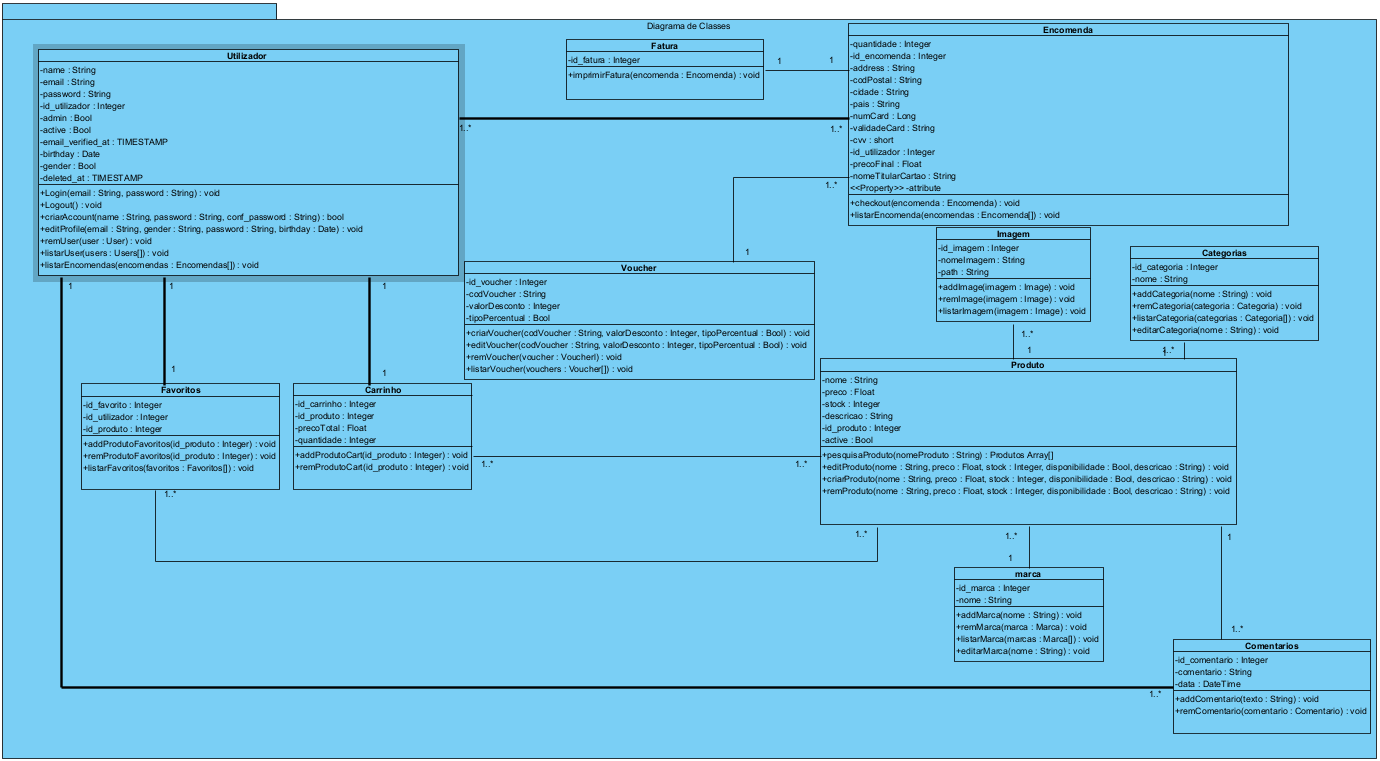 Diagrama de Classes
Utilizador
-name : String
-email : String
-password : String
-id_utilizador : Integer
-admin : Bool
-active : Bool
-email_verified_at : TIMESTAMP
-birthday : Date
-gender : Bool
-deleted_at : TIMESTAMP
+Login(email : String, password : String) : void
+Logout() : void
+criarAccount(name : String, password : String, conf_password : String) : bool
+editProfile(email : String, gender : String, password : String, birthday : Date) : void
+remUser(user : User) : void
+listarUser(users : Users[]) : void
+listarEncomendas(encomendas : Encomendas[]) : void
Fatura
-id_fatura : Integer
+imprimirFatura(encomenda : Encomenda) : void
1
1
Encomenda
-quantidade : Integer
-id_encomenda : Integer
-address : String
-codPostal : String
-cidade : String
-pais : String
-numCard : Long
-validadeCard : String
-cvv : short
-id_utilizador : Integer
-precoFinal : Float
-nomeTitularCartao : String
<<Property>> -attribute
+checkout(encomenda : Encomenda) : void
+listarEncomenda(encomendas : Encomenda[]) : void
1..*
1..*
1..*
1
Voucher
-id_voucher : Integer
-codVoucher : String
-valorDesconto : Integer
-tipoPercentual : Bool
+criarVoucher(codVoucher : String, valorDesconto : Integer, tipoPercentual : Bool) : void
+editVoucher(codVoucher : String, valorDesconto : Integer, tipoPercentual : Bool) : void
+remVoucher(voucher : Voucherl) : void
+listarVoucher(vouchers : Voucher[]) : void
Imagem
-id_imagem : Integer
-nomeImagem : String
-path : String
+addImage(imagem : Image) : void
+remImage(imagem : Image) : void
+listarImagem(imagem : Image) : void
Categorias
-id_categoria : Integer
-nome : String
+addCategoria(nome : String) : void
+remCategoria(categoria : Categoria) : void
+listarCategoria(categorias : Categoria[]) : void
+editarCategoria(nome : String) : void
1
1
1
1..*
1
1
1
1..*
Favoritos
-id_favorito : Integer
-id_utilizador : Integer
-id_produto : Integer
+addProdutoFavoritos(id_produto : Integer) : void
+remProdutoFavoritos(id_produto : Integer) : void
+listarFavoritos(favoritos : Favoritos[]) : void
Carrinho
-id_carrinho : Integer
-id_produto : Integer
-precoTotal : Float
-quantidade : Integer
+addProdutoCart(id_produto : Integer) : void
+remProdutoCart(id_produto : Integer) : void
Produto
-nome : String
-preco : Float
-stock : Integer
-descricao : String
-id_produto : Integer
-active : Bool
+pesquisaProduto(nomeProduto : String) : Produtos Array[]
+editProduto(nome : String, preco : Float, stock : Integer, disponibilidade : Bool, descricao : String) : void
+criarProduto(nome : String, preco : Float, stock : Integer, disponibilidade : Bool, descricao : String) : void
+remProduto(nome : String, preco : Float, stock : Integer, disponibilidade : Bool, descricao : String) : void
1..*
1..*
1..*
1..*
1..*
1
1
marca
-id_marca : Integer
-nome : String
+addMarca(nome : String) : void
+remMarca(marca : Marca) : void
+listarMarca(marcas : Marca[]) : void
+editarMarca(nome : String) : void
1..*
Comentarios
-id_comentario : Integer
-comentario : String
-data : DateTime
+addComentario(texto : String) : void
+remComentario(comentario : Comentario) : void
1..*